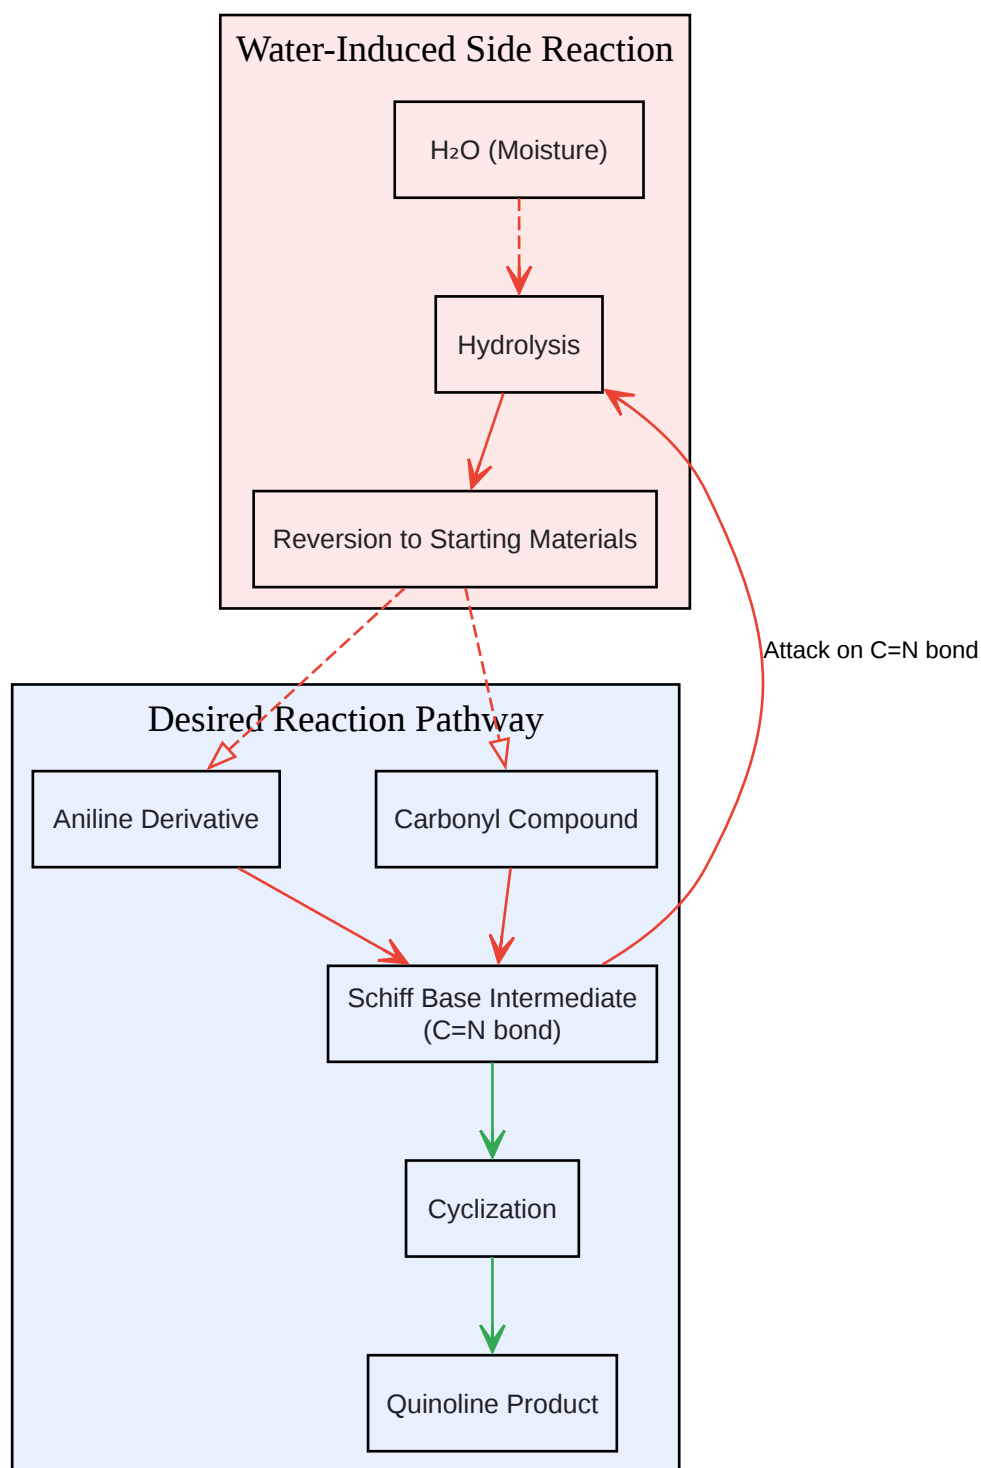 Water-Induced Side Reaction
H₂O (Moisture)
Hydrolysis
Reversion to Starting Materials
Attack on C=N bond
Desired Reaction Pathway
Aniline Derivative
Carbonyl Compound
Schiff Base Intermediate
(C=N bond)
Cyclization
Quinoline Product